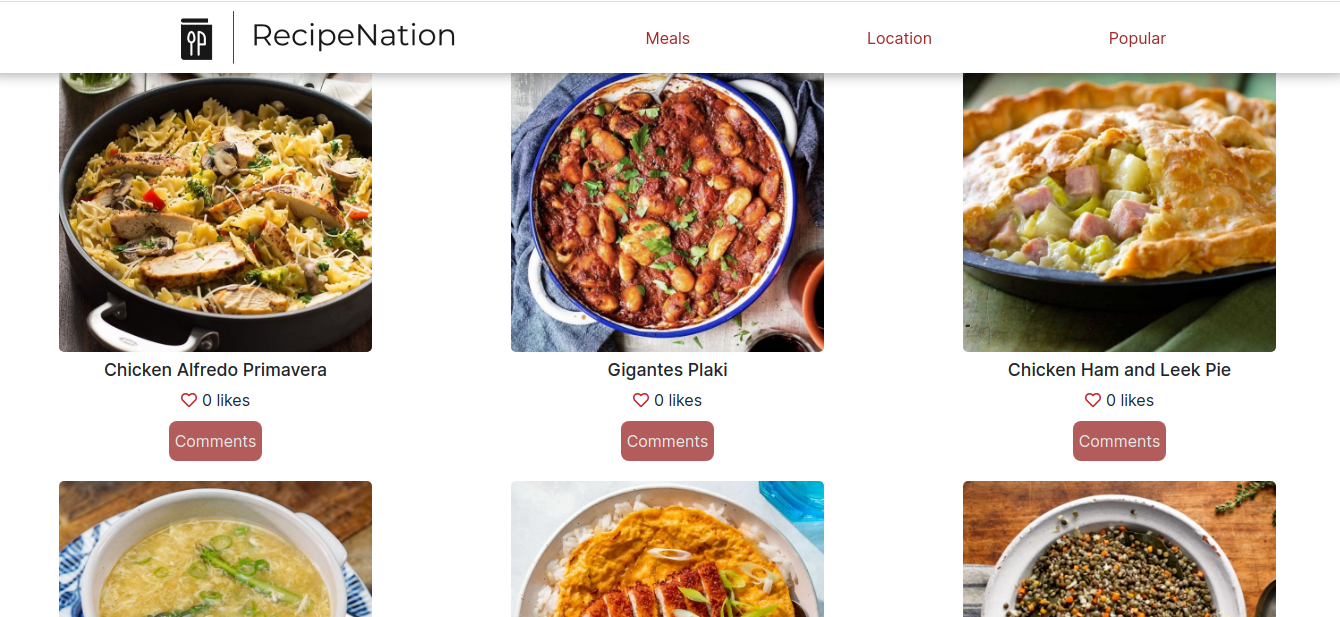 RecipeNation
Meals
Location
Popular
Chicken Alfredo Primavera
Gigantes Plaki
Chicken Ham and Leek Pie
0 likes
0 likes
0 likes
Comments
Comments
Comments